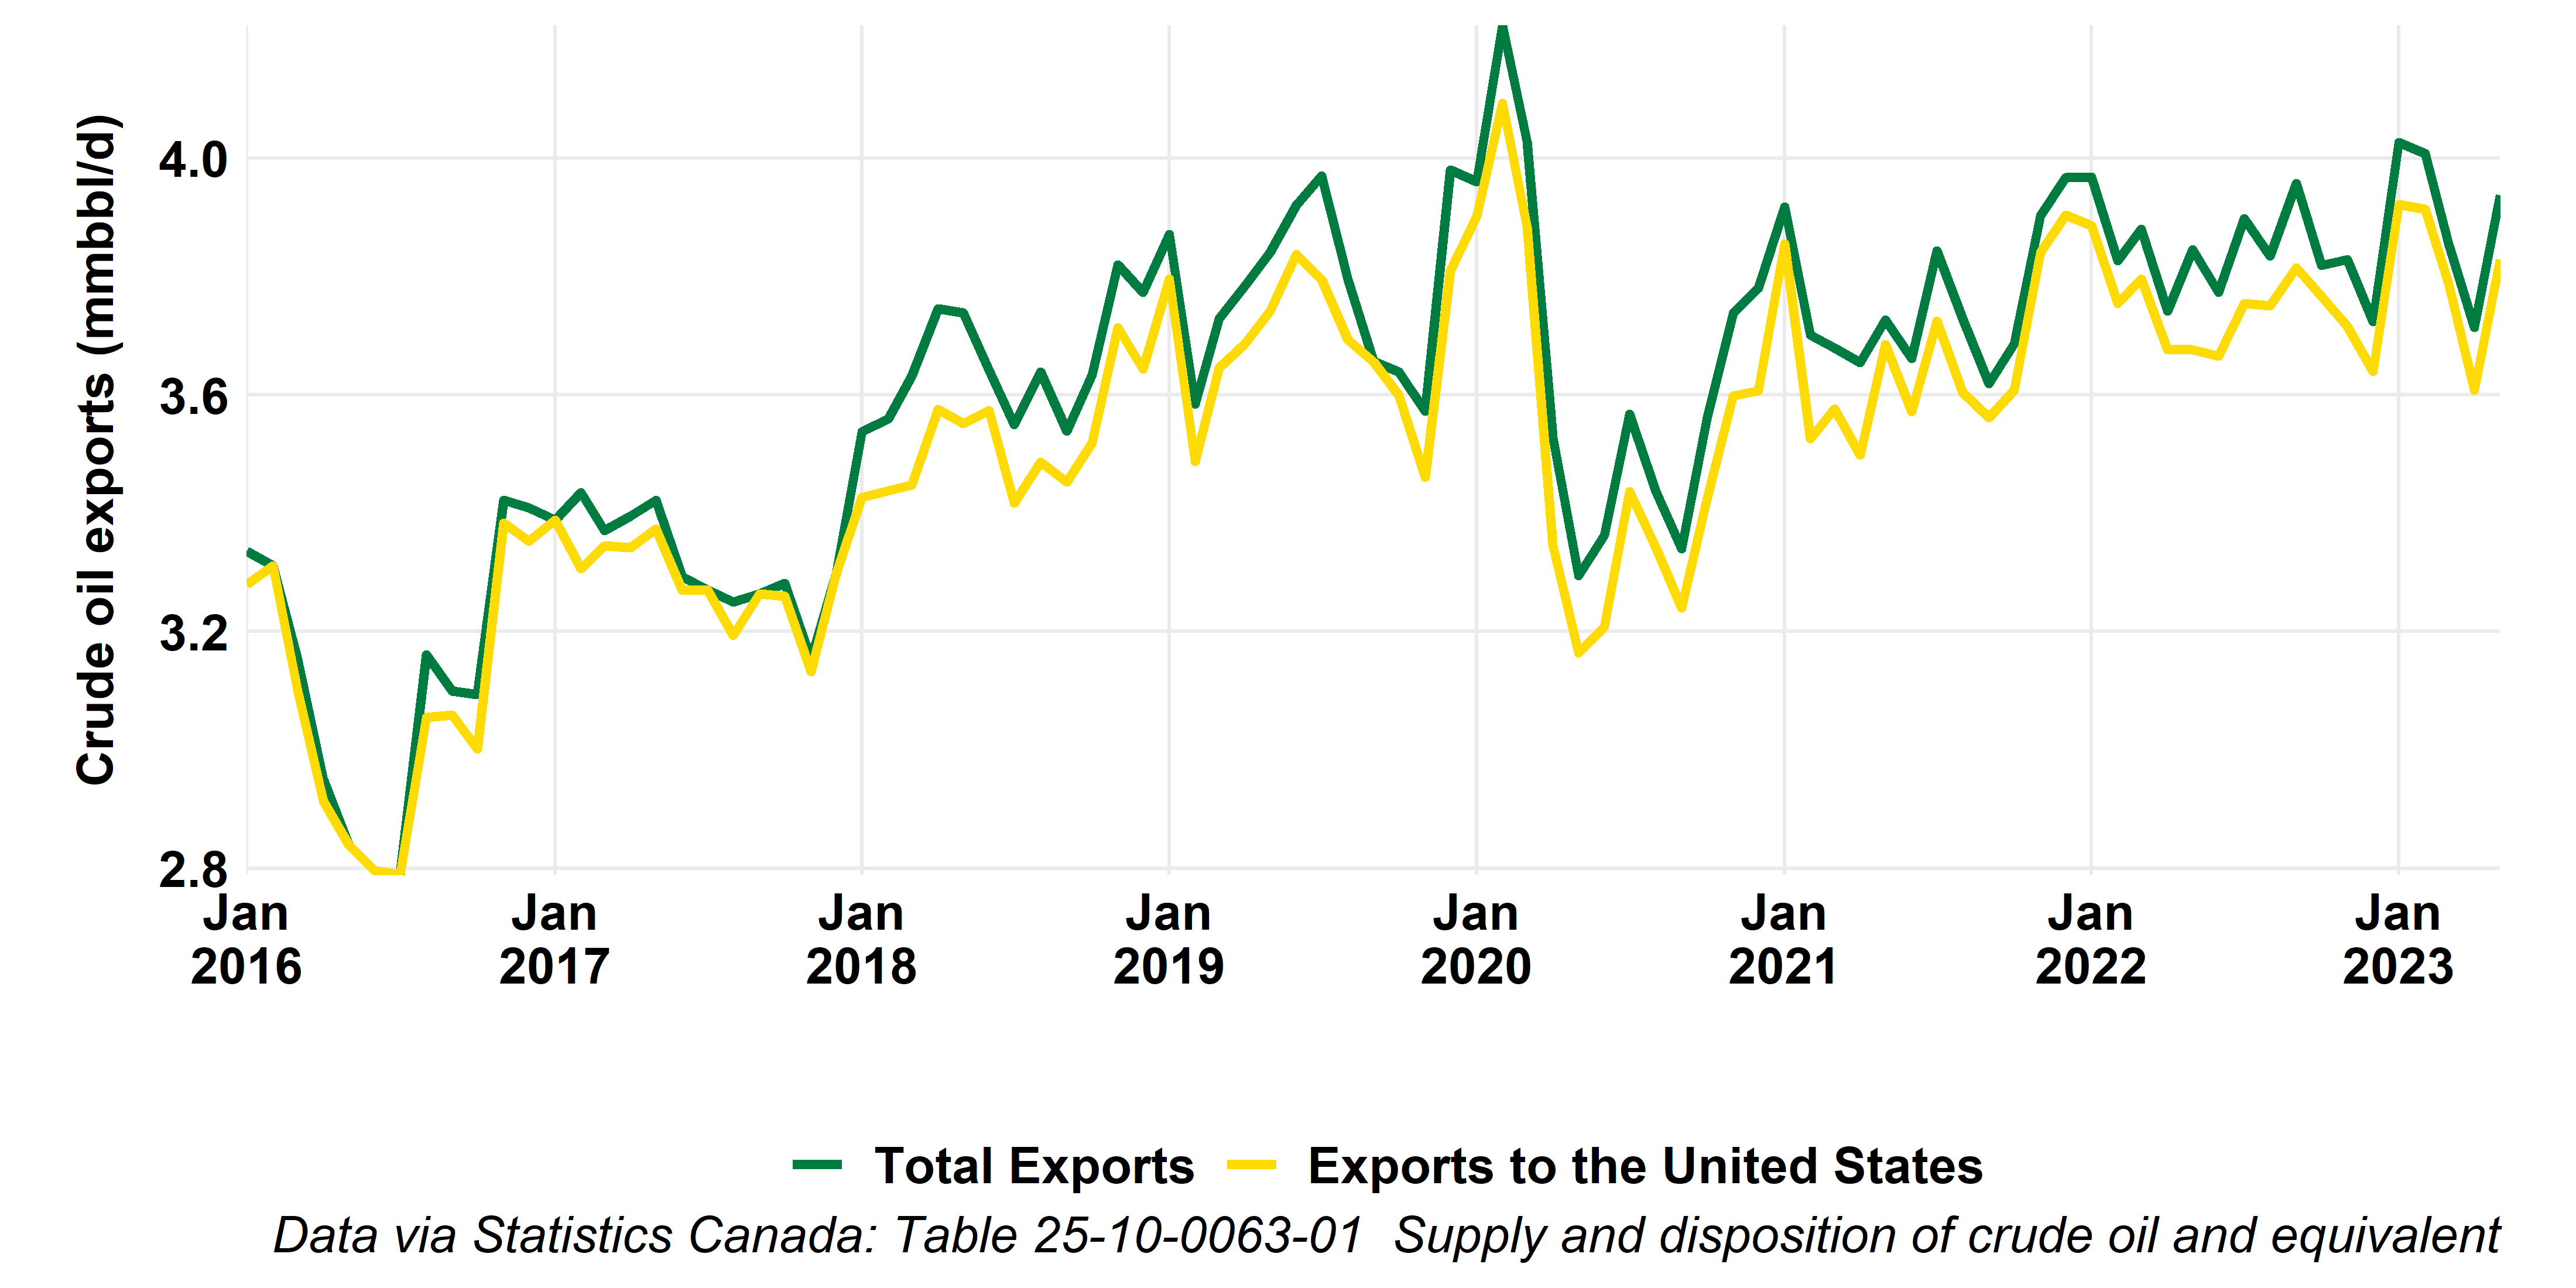 Crude oil exports (mmbbl/d)
4.0
3.6
3.2
2.8
Jan Jan Jan Jan Jan Jan Jan Jan
2016 2017 2018 2019 2020 2021 2022 2023
Total Exports Exports to the United States
Data via Statistics Canada: Table 25-10-0063-01 Supply and disposition of crude oil and equivalent